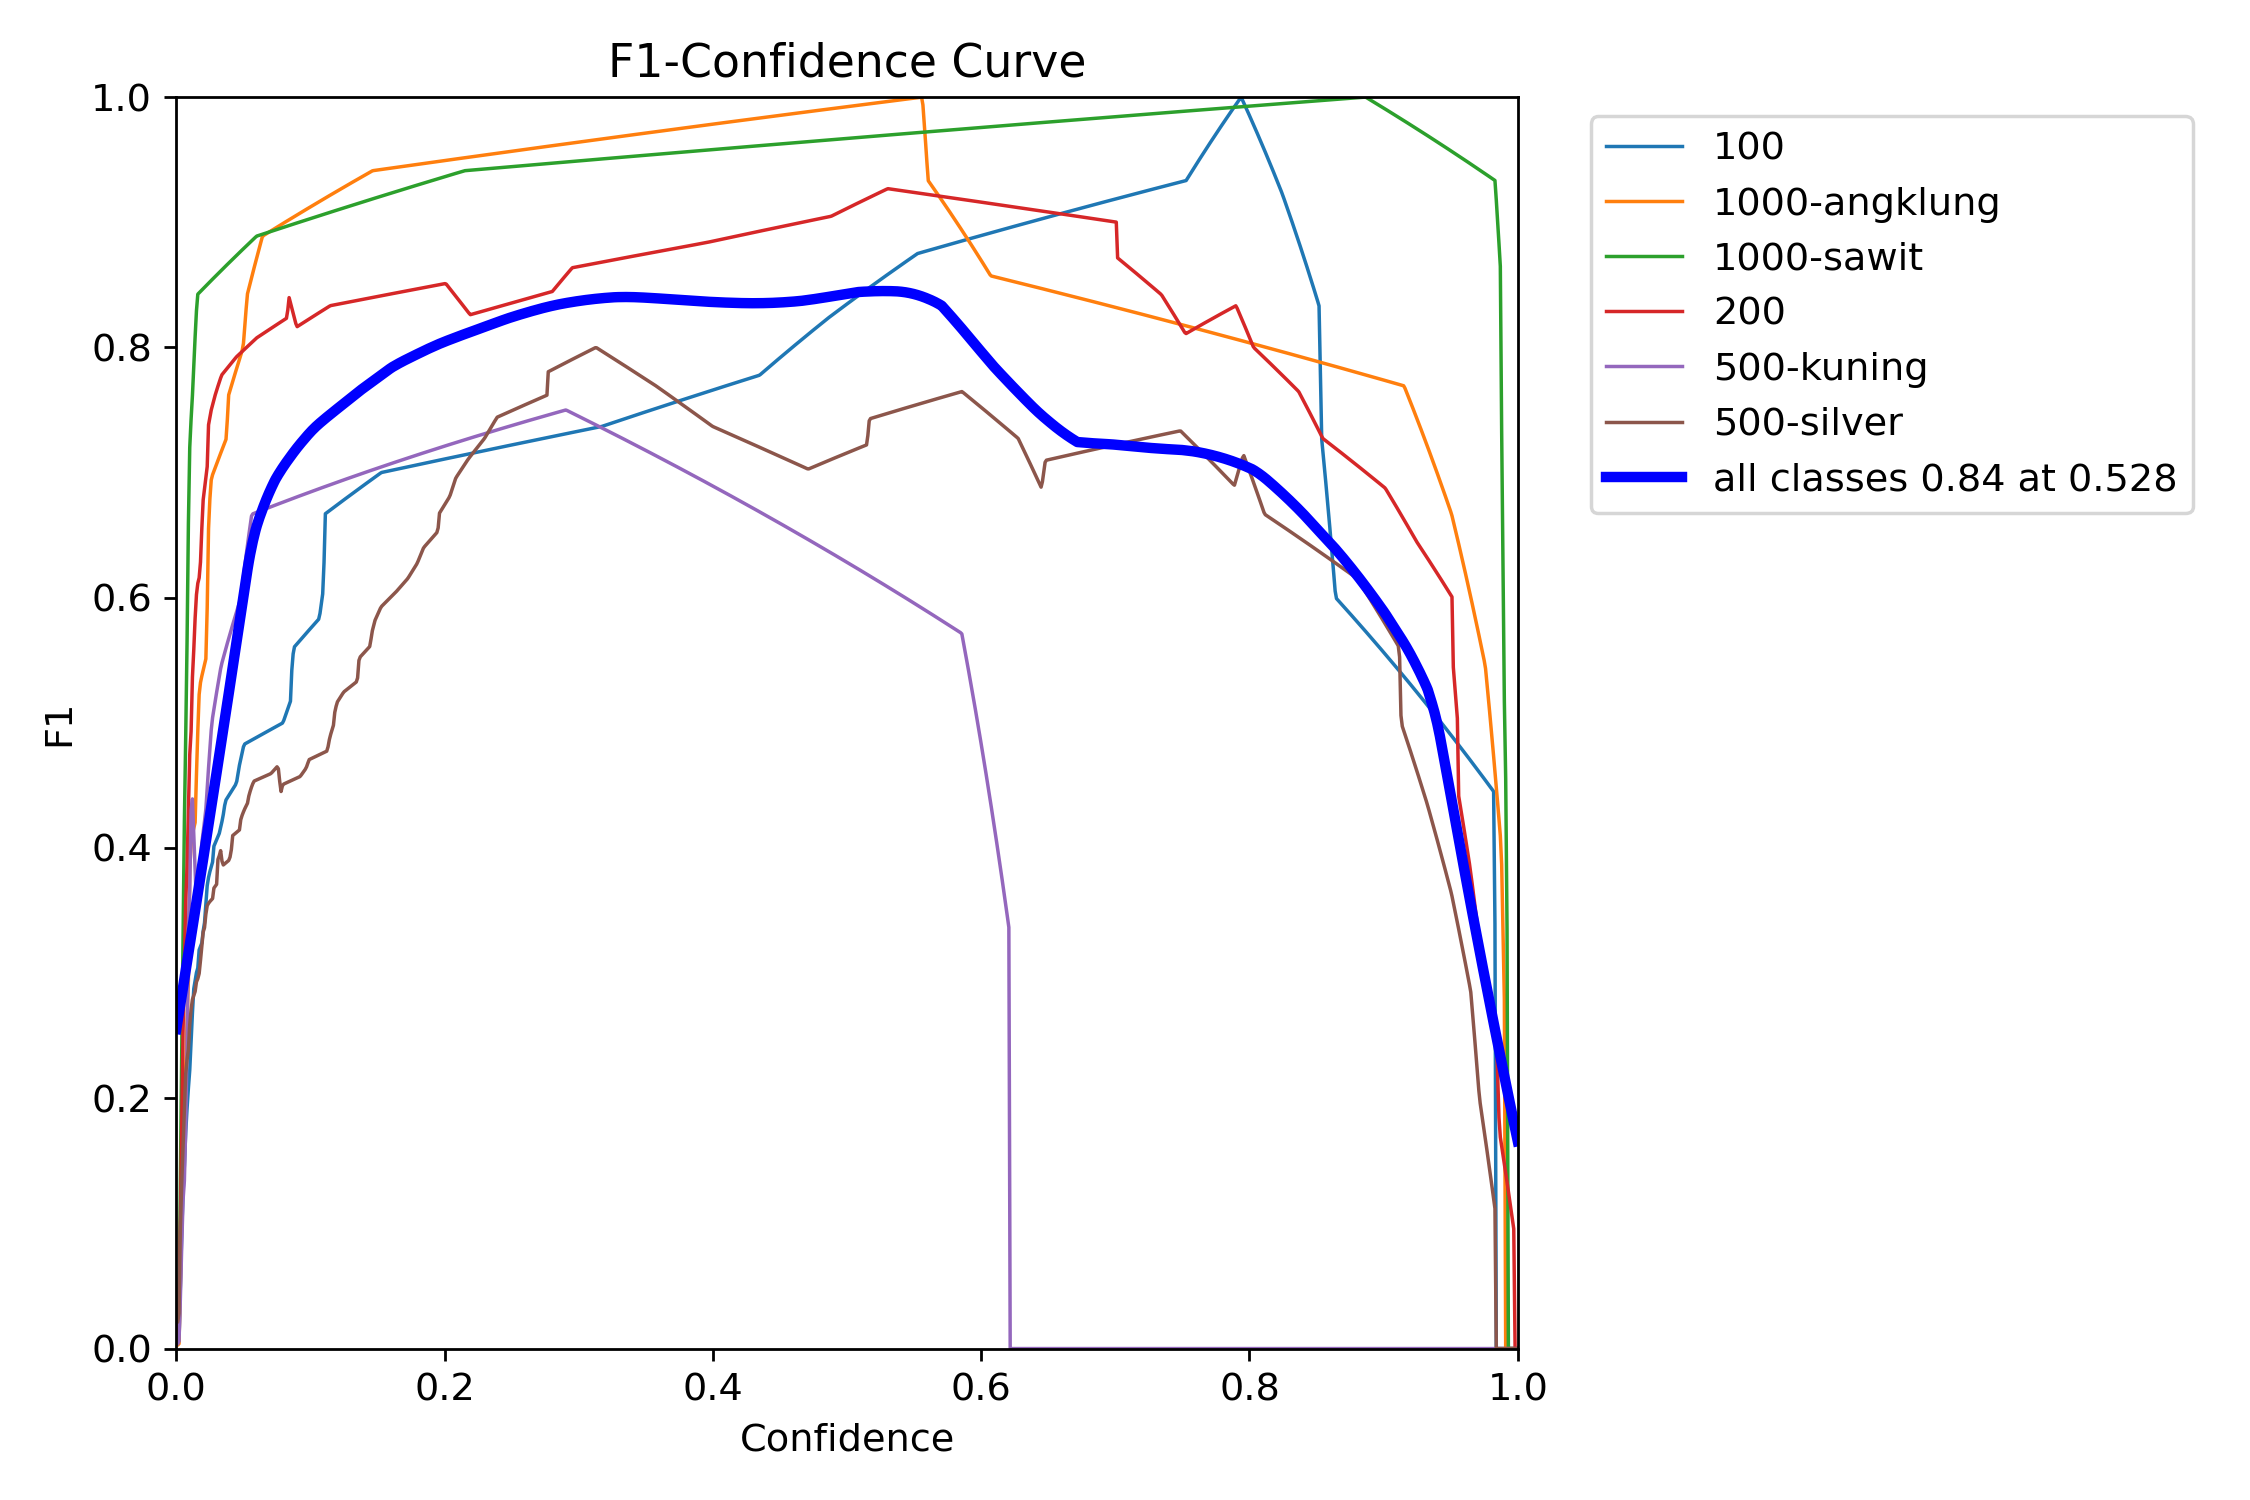 F1-Confidence Curve
1.0
0.8
0.6
0.4
0.2
0.0
F1
0.0 0.2 0.4 0.6 0.8 1.0
Confidence
100
1000-angklung
1000-sawit
200
500-kuning
500-silver
all classes 0.84 at 0.528